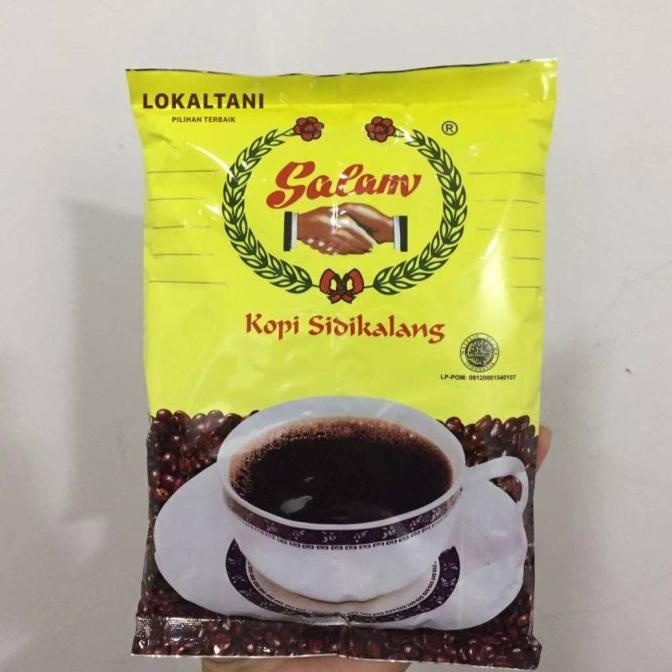 LOKALTANI
PILIHAN TERBAIK
®
Salam
Kopi Sidikalang
LP-POM: 09120001540107